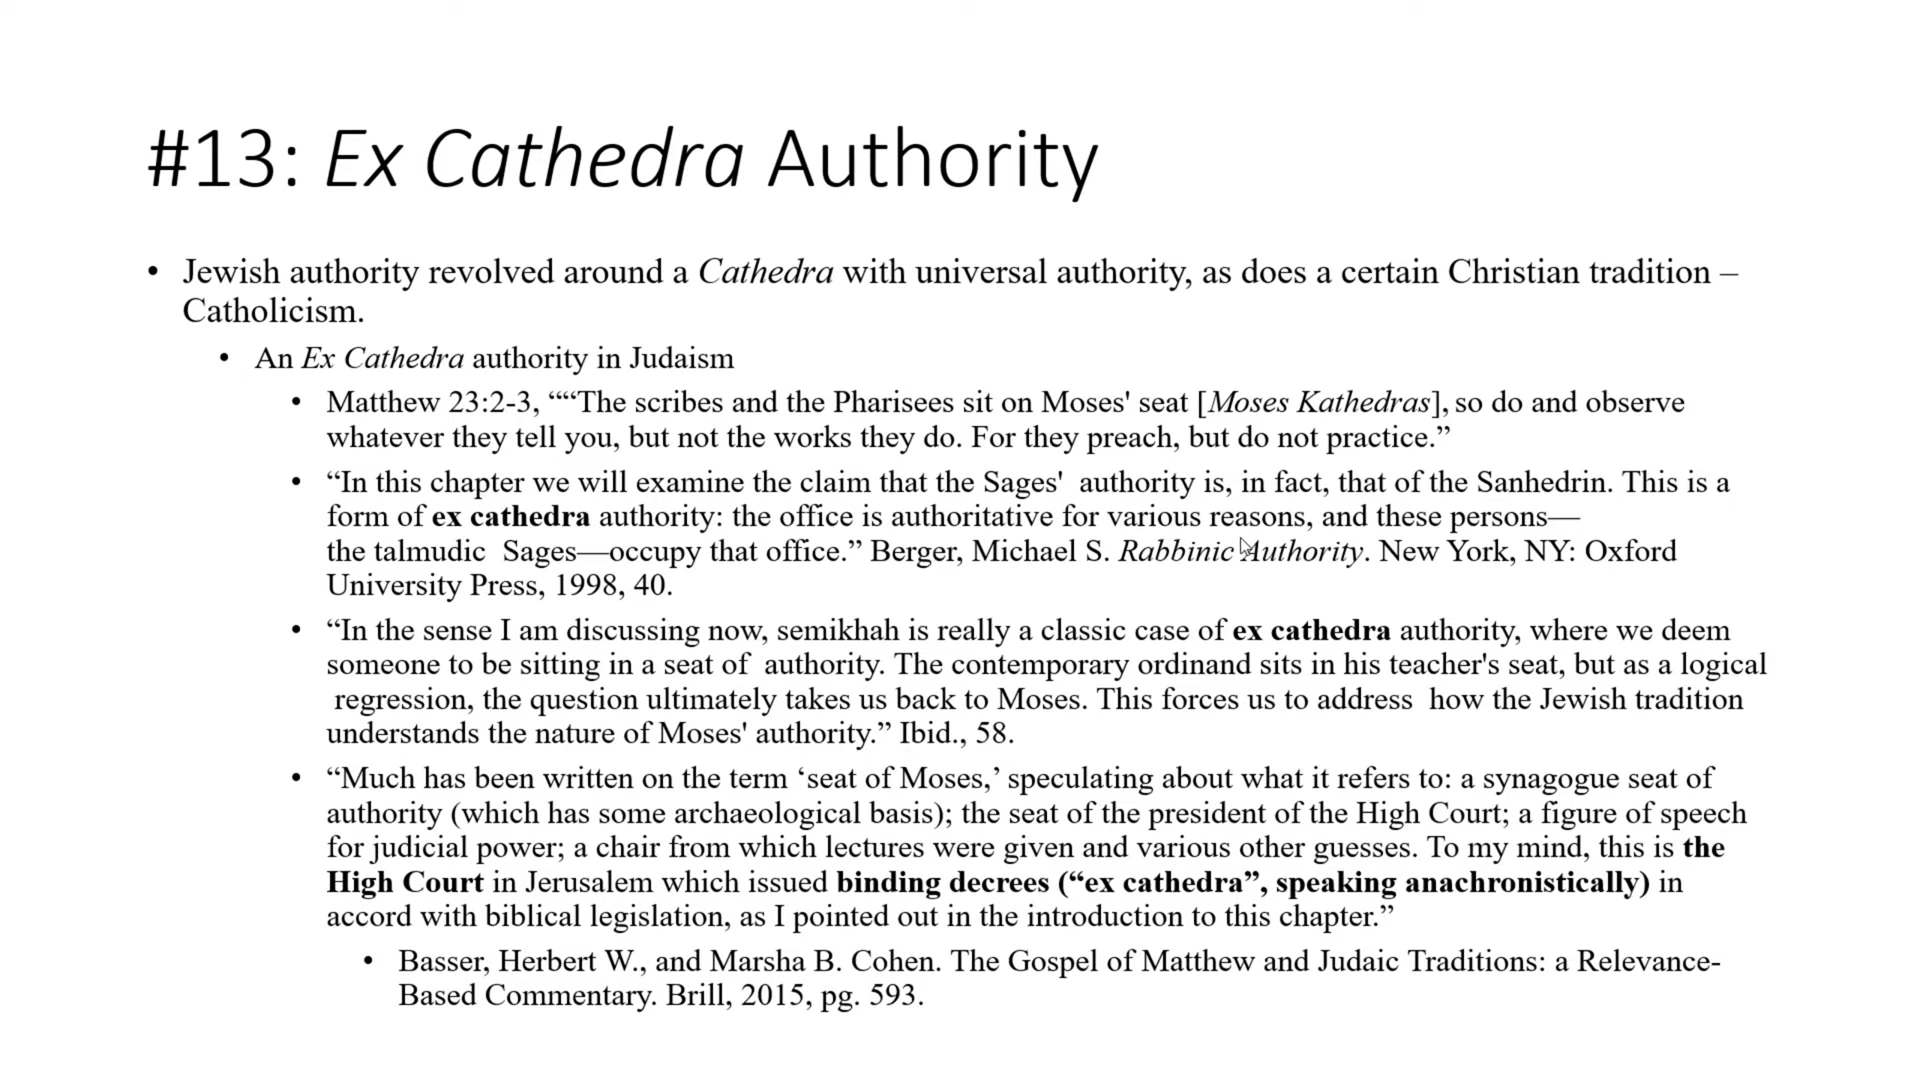 #13: Ex Cathedra Authority
• Jewish authority revolved around a Cathedra with universal authority, as does a certain Christian tradition –
Catholicism.
• An Ex Cathedra authority in Judaism
• Matthew 23:2-3, ““The scribes and the Pharisees sit on Moses' seat [Moses Kathedras], so do and observe
whatever they tell you, but not the works they do. For they preach, but do not practice.”
• “In this chapter we will examine the claim that the Sages' authority is, in fact, that of the Sanhedrin. This is a
form of ex cathedra authority: the office is authoritative for various reasons, and these persons—
the talmudic Sages—occupy that office.” Berger, Michael S. Rabbinic Authority. New York, NY: Oxford
University Press, 1998, 40.
• “In the sense I am discussing now, semikhah is really a classic case of ex cathedra authority, where we deem
someone to be sitting in a seat of authority. The contemporary ordinand sits in his teacher's seat, but as a logical
regression, the question ultimately takes us back to Moses. This forces us to address how the Jewish tradition
understands the nature of Moses' authority.” Ibid., 58.
• “Much has been written on the term ‘seat of Moses,’ speculating about what it refers to: a synagogue seat of
authority (which has some archaeological basis); the seat of the president of the High Court; a figure of speech
for judicial power; a chair from which lectures were given and various other guesses. To my mind, this is the
High Court in Jerusalem which issued binding decrees (“ex cathedra”, speaking anachronistically) in
accord with biblical legislation, as I pointed out in the introduction to this chapter.”
• Basser, Herbert W., and Marsha B. Cohen. The Gospel of Matthew and Judaic Traditions: a Relevance-
Based Commentary. Brill, 2015, pg. 593.